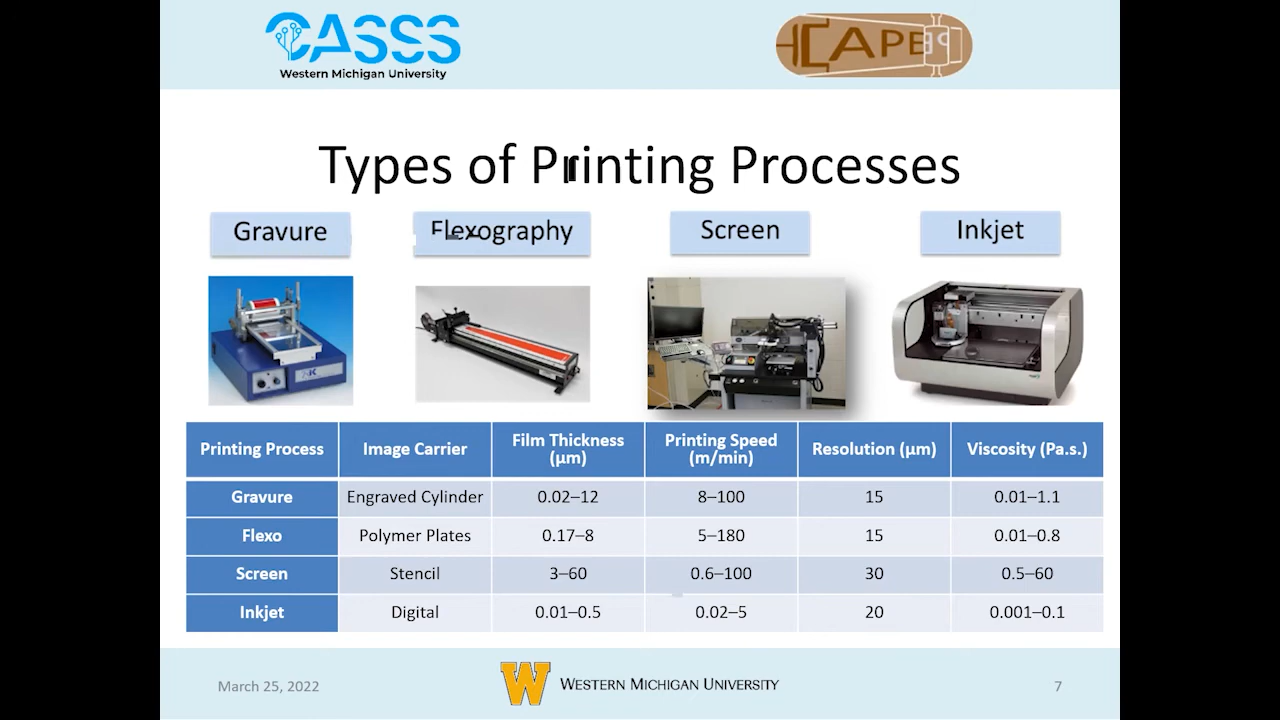 CASSS
Western Michigan University
CAPE
Types of Printing Processes
Gravure
Flexography
Screen
Inkjet
Printing Process Image Carrier Film Thickness (µm) Printing Speed (m/min) Resolution (µm) Viscosity (Pa.s.)
Gravure Engraved Cylinder 0.02–12 8–100 15 0.01–1.1
Flexo Polymer Plates 0.17–8 5–180 15 0.01–0.8
Screen Stencil 3–60 0.6–100 30 0.5–60
Inkjet Digital 0.01–0.5 0.02–5 20 0.001–0.1
March 25, 2022
W WESTERN MICHIGAN UNIVERSITY
7